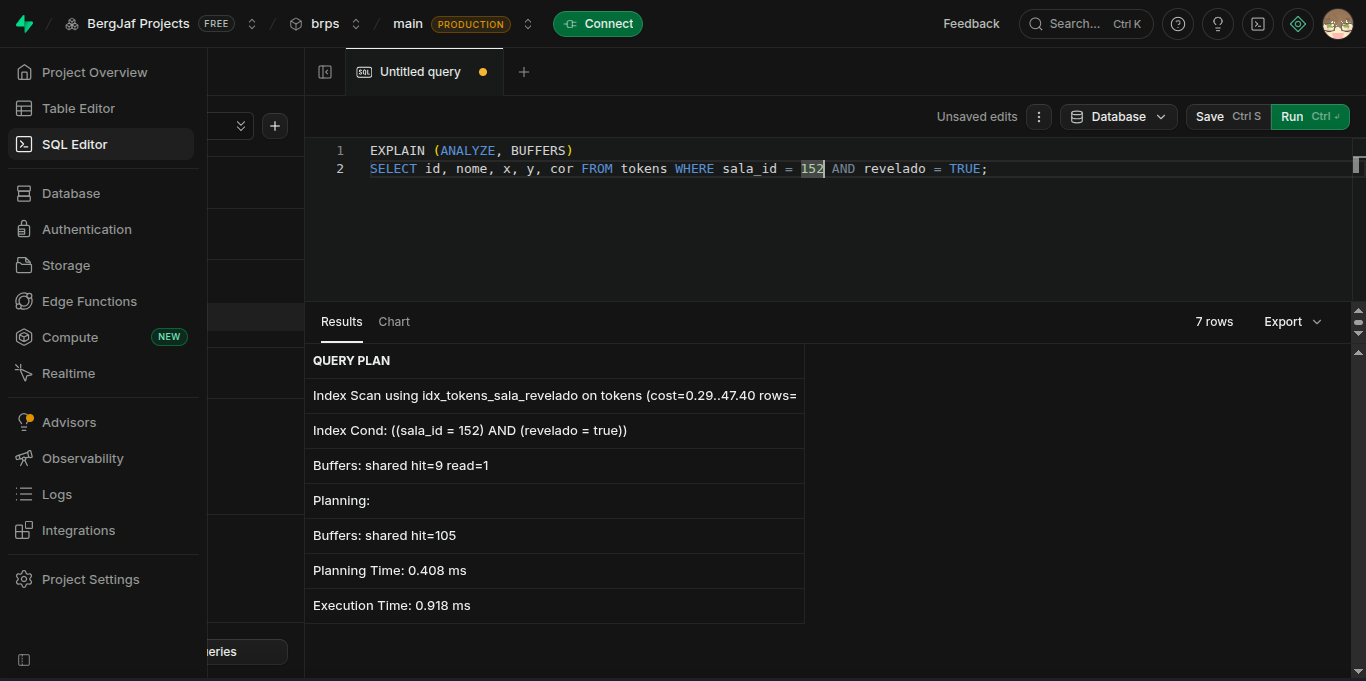 BergJaf Projects FREE brps main PRODUCTION Connect Feedback Search... Ctrl K
Project Overview
Table Editor
SQL Editor
Database
Authentication
Storage
Edge Functions
Compute NEW
Realtime
Advisors
Observability
Logs
Integrations
Project Settings
eries
SQL Untitled query
Unsaved edits Database Save Ctrl S Run Ctrl ↵
1 EXPLAIN (ANALYZE, BUFFERS)
2 SELECT id, nome, x, y, cor FROM tokens WHERE sala_id = 152 AND revelado = TRUE;
Results Chart 7 rows Export
QUERY PLAN
Index Scan using idx_tokens_sala_revelado on tokens (cost=0.29..47.40 rows=
Index Cond: ((sala_id = 152) AND (revelado = true))
Buffers: shared hit=9 read=1
Planning:
Buffers: shared hit=105
Planning Time: 0.408 ms
Execution Time: 0.918 ms